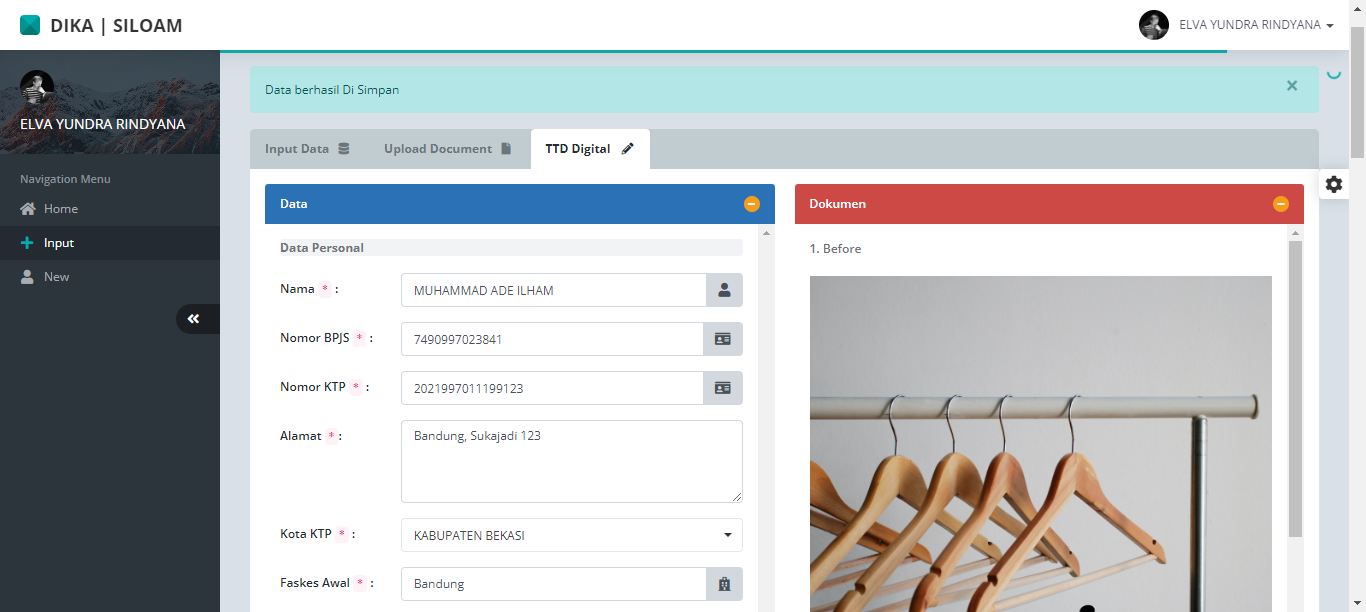 DIKA | SILOAM
ELVA YUNDRA RINDYANA
ELVA YUNDRA RINDYANA
Navigation Menu
Home
Input
New
Data berhasil Di Simpan
×
Input Data
Upload Document
TTD Digital
Data
Data Personal
Nama * :
MUHAMMAD ADE ILHAM
Nomor BPJS * :
7490997023841
Nomor KTP * :
2021997011199123
Alamat * :
Bandung, Sukajadi 123
Kota KTP * :
KABUPATEN BEKASI
Faskes Awal * :
Bandung
Dokumen
1. Before